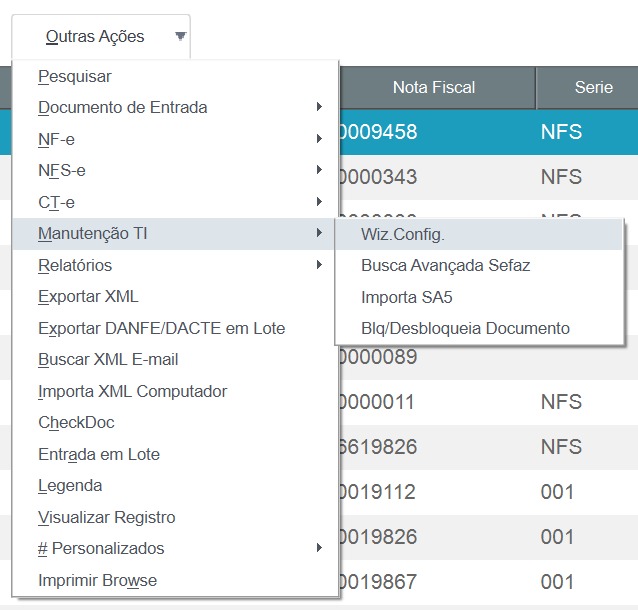 Outras Ações
Nota Fiscal Serie
Pesquisar
Documento de Entrada
NF-e
NFS-e
CT-e
Manutenção TI
Relatórios
Exportar XML
Exportar DANFE/DACTE em Lote
Buscar XML E-mail
Importa XML Computador
CheckDoc
Entrada em Lote
Legenda
Visualizar Registro
# Personalizados
Imprimir Browse
Wiz.Config.
Busca Avançada Sefaz
Importa SA5
Blq/Desbloqueia Documento
0009458 NFS
0000343 NFS
0000089
0000011 NFS
6619826 NFS
0019112 001
0019826 001
0019867 001